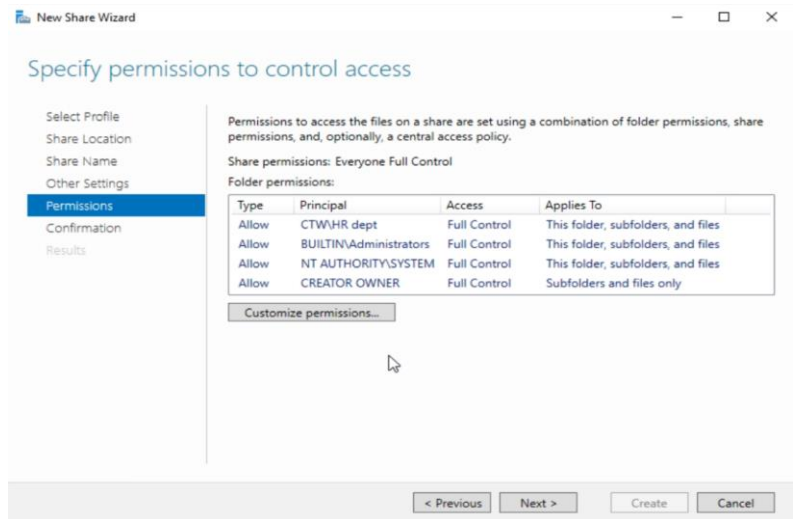 New Share Wizard
Specify permissions to control access
Select Profile
Share Location
Share Name
Other Settings
Permissions
Confirmation
Results
Permissions to access the files on a share are set using a combination of folder permissions, share
permissions, and, optionally, a central access policy.
Share permissions: Everyone Full Control
Folder permissions:
Type Principal Access Applies To
Allow CTW\HR dept Full Control This folder, subfolders, and files
Allow BUILTIN\Administrators Full Control This folder, subfolders, and files
Allow NT AUTHORITY\SYSTEM Full Control This folder, subfolders, and files
Allow CREATOR OWNER Full Control Subfolders and files only
Customize permissions...
< Previous Next > Create Cancel